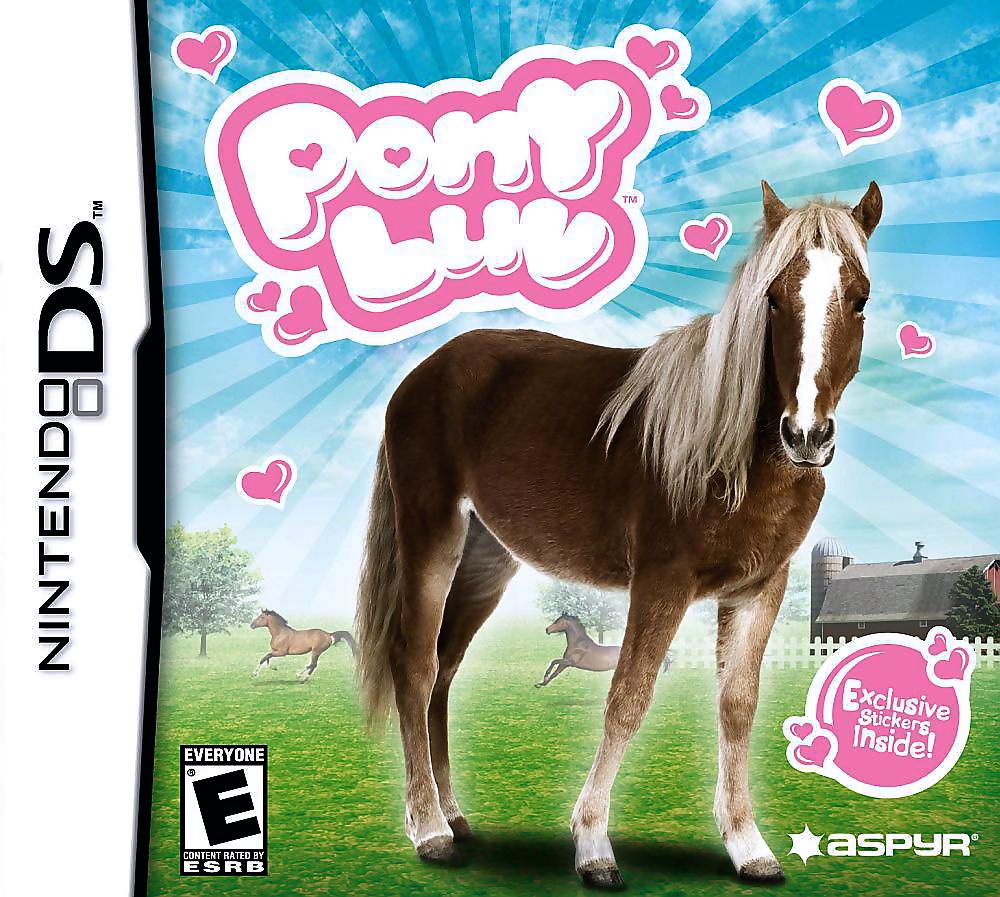 NINTENDO DS™
PONY
LUV™
Exclusive
Stickers
Inside!
EVERYONE
E®
CONTENT RATED BY
ESRB
ASPYR®